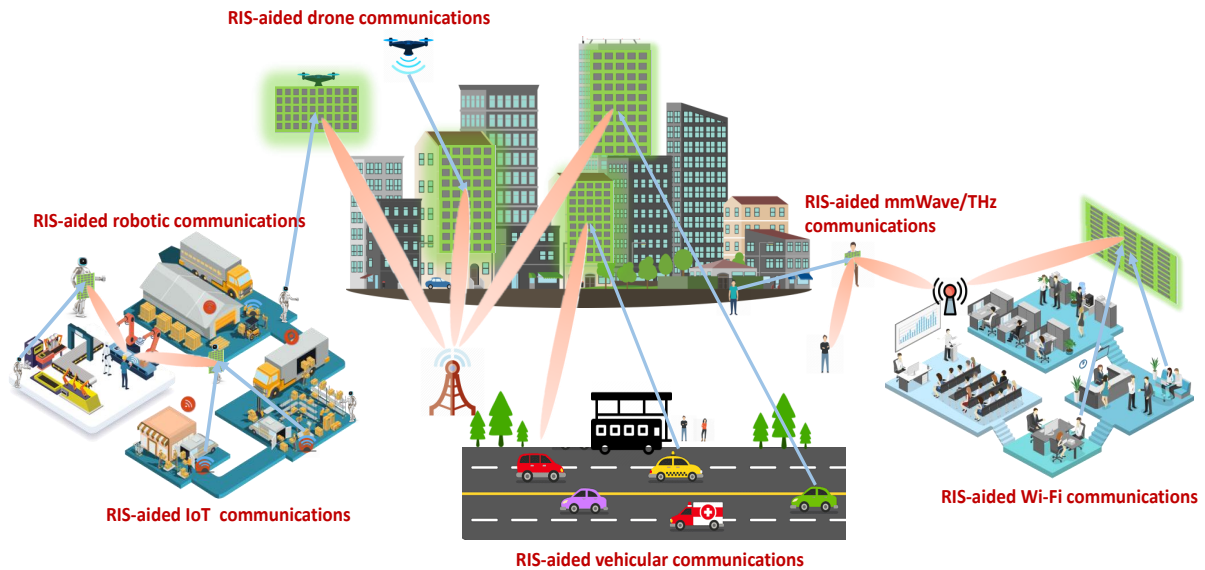 RIS-aided drone communications
RIS-aided robotic communications
RIS-aided mmWave/THz
communications
RIS-aided IoT  communications
RIS-aided Wi-Fi communications
RIS-aided vehicular communications